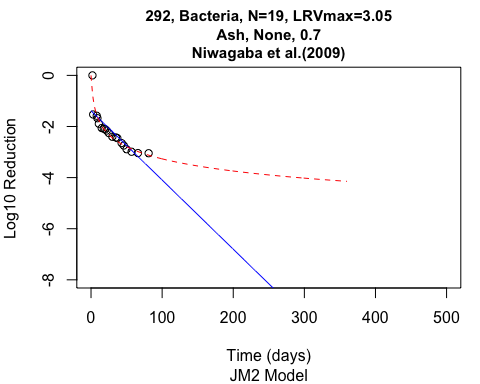 292, Bacteria, N=19, LRVmax=3.05
Ash, None, 0.7
Niwagaba et al.(2009)
Log10 Reduction
0
-2
-4
-6
-8
0 100 200 300 400 500
Time (days)
JM2 Model